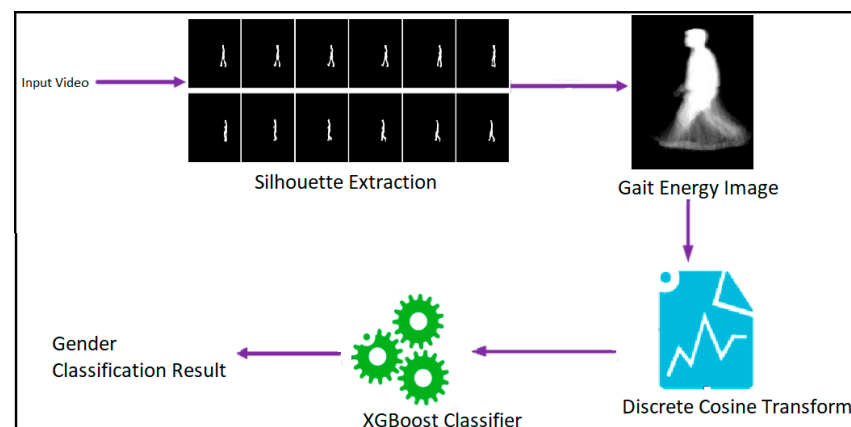 Input Video
Silhouette Extraction
Gait Energy Image
Discrete Cosine Transform
XGBoost Classifier
Gender
Classification Result